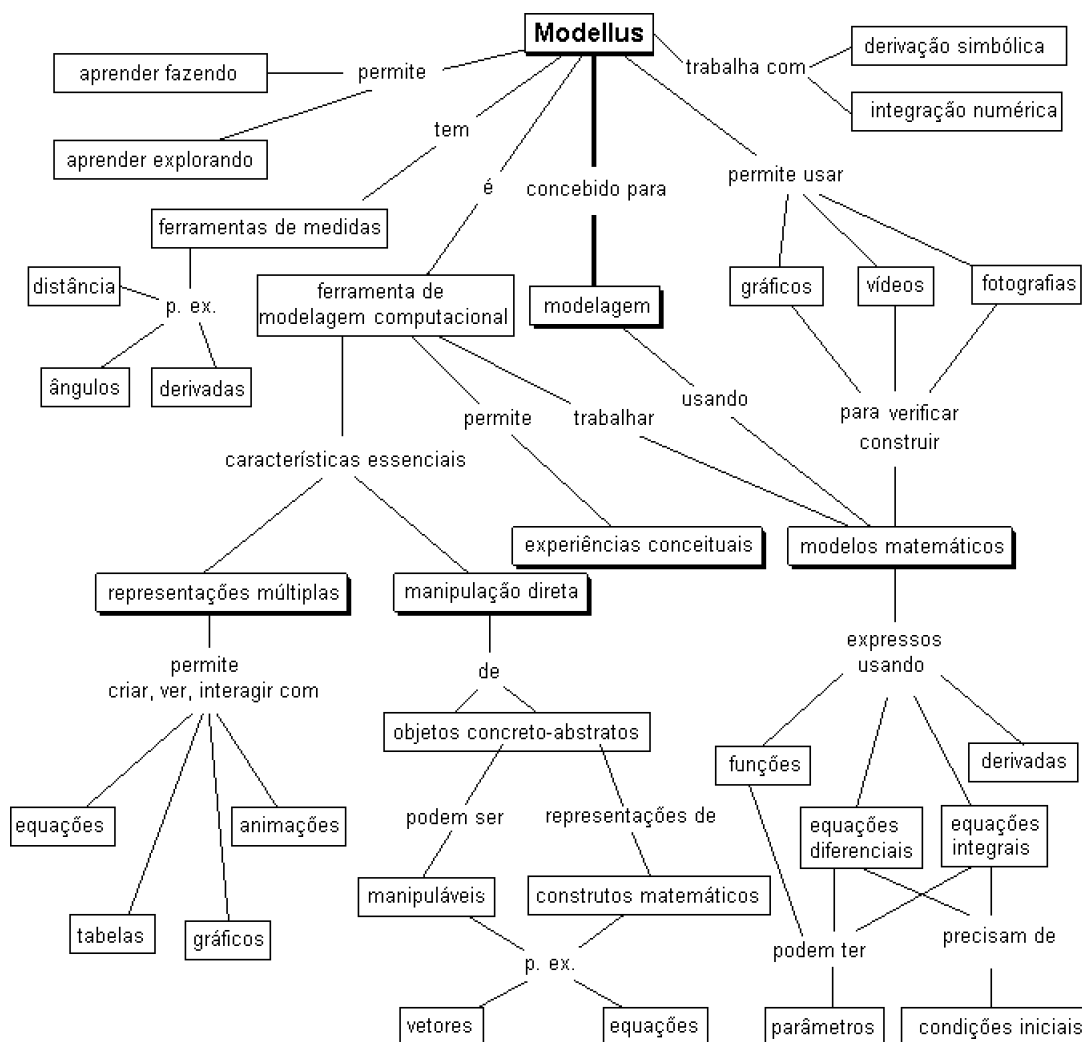 Modellus
derivação simbólica
aprender fazendo
permite
trabalha com
integração numérica
tem
aprender explorando
é
concebido para
permite usar
ferramentas de medidas
distância
p. ex.
ferramenta de
modelagem computacional
modelagem
gráficos
vídeos
fotografias
ângulos
derivadas
permite
trabalhar
usando
para verificar
construir
características essenciais
experiências conceituais
modelos matemáticos
representações múltiplas
manipulação direta
expressos
usando
permite
criar, ver, interagir com
de
objetos concreto-abstratos
funções
derivadas
equações
animações
podem ser
representações de
equações
diferenciais
equações
integrais
manipuláveis
construtos matemáticos
tabelas
gráficos
p. ex.
podem ter
precisam de
vetores
equações
parâmetros
condições iniciais